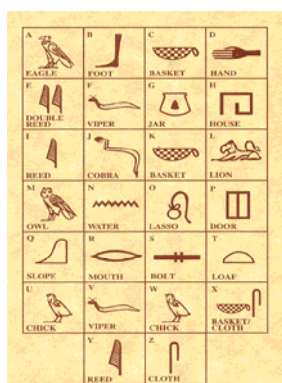 A B C D
EAGLE FOOT BASKET HAND
E F G H
DOUBLE REED VIPER JAR HOUSE
I J K L
REED COBRA BASKET LION
M N O P
OWL WATER LASSO DOOR
Q R S T
SLOPE MOUTH BOLT LOAF
U V W X
CHICK VIPER CHICK BASKET/
CLOTH
Y Z
REED CLOTH